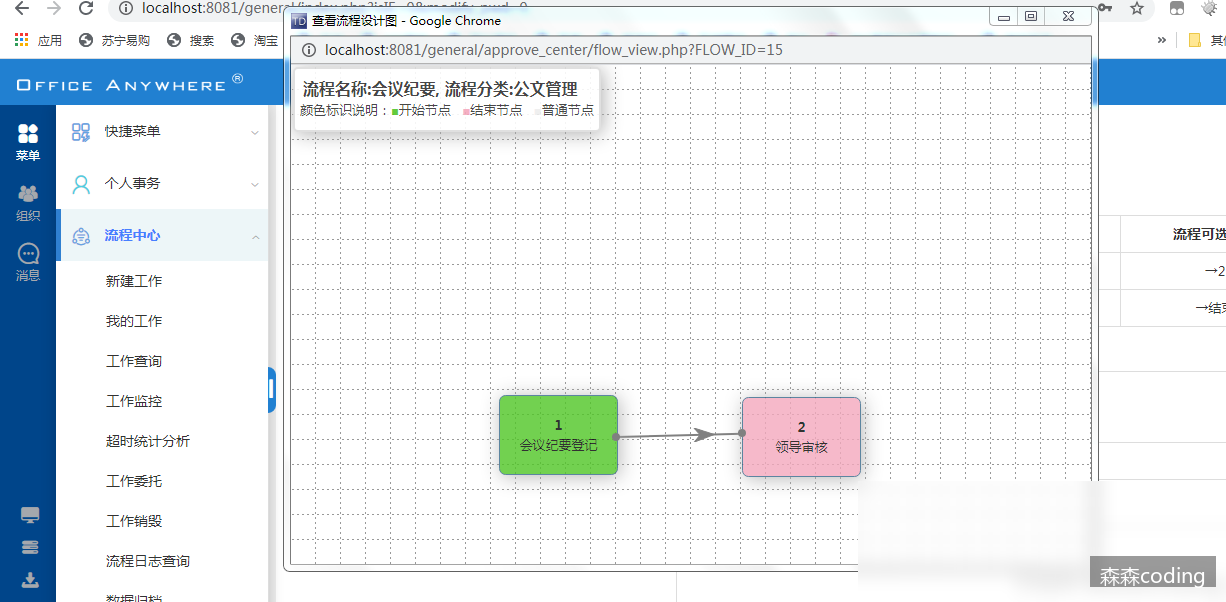 localhost:8081/general/index.php?isIE=0&modify_pwd=0
查看流程设计图 - Google Chrome
应用
苏宁易购
搜索
淘宝
»
localhost:8081/general/approve_center/flow_view.php?FLOW_ID=15
OFFICE ANYWHERE®
流程名称:会议纪要, 流程分类:公文管理
颜色标识说明：开始节点 结束节点 普通节点
菜单
组织
消息
快捷菜单
个人事务
流程中心
新建工作
我的工作
工作查询
工作监控
超时统计分析
工作委托
工作销毁
流程日志查询
数据归档
1
会议纪要登记
2
领导审核
流程可选
→2
→结束
森森coding